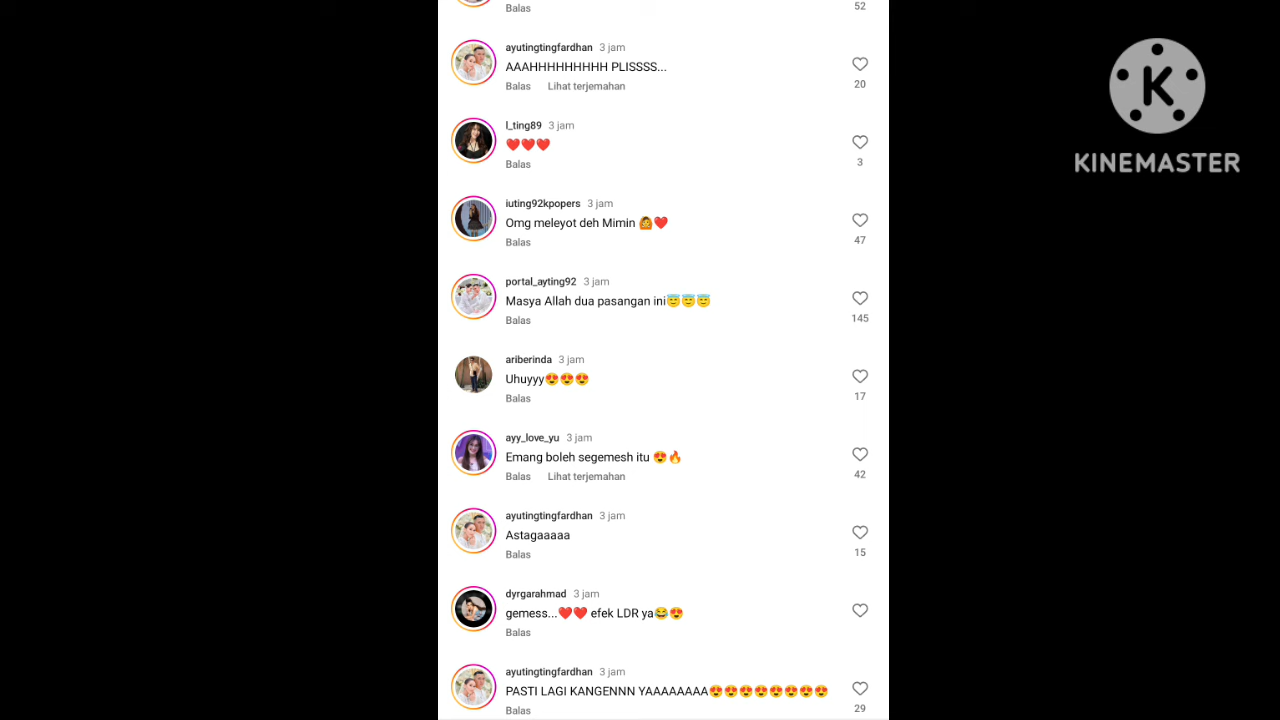 Balas
52
ayutingtingfardhan 3 jam
AAAHHHHHHHHH PLISSSS...
Balas Lihat terjemahan
20
l_ting89 3 jam
❤️❤️❤️
Balas
3
iuting92kpopers 3 jam
Omg meleyot deh Mimin 🙆❤️
Balas
47
portal_ayting92 3 jam
Masya Allah dua pasangan ini😇😇😇
Balas
145
ariberinda 3 jam
Uhuyyy😍😍😍
Balas
17
ayy_love_yu 3 jam
Emang boleh segemesh itu 😍🔥
Balas Lihat terjemahan
42
ayutingtingfardhan 3 jam
Astagaaaaa
Balas
15
dyrgarahmad 3 jam
gemess...❤️❤️ efek LDR ya😂😍
Balas
ayutingtingfardhan 3 jam
PASTI LAGI KANGENNN YAAAAAAAA😍😍😍😍😍😍😍😍
Balas
29
K
KINEMASTER